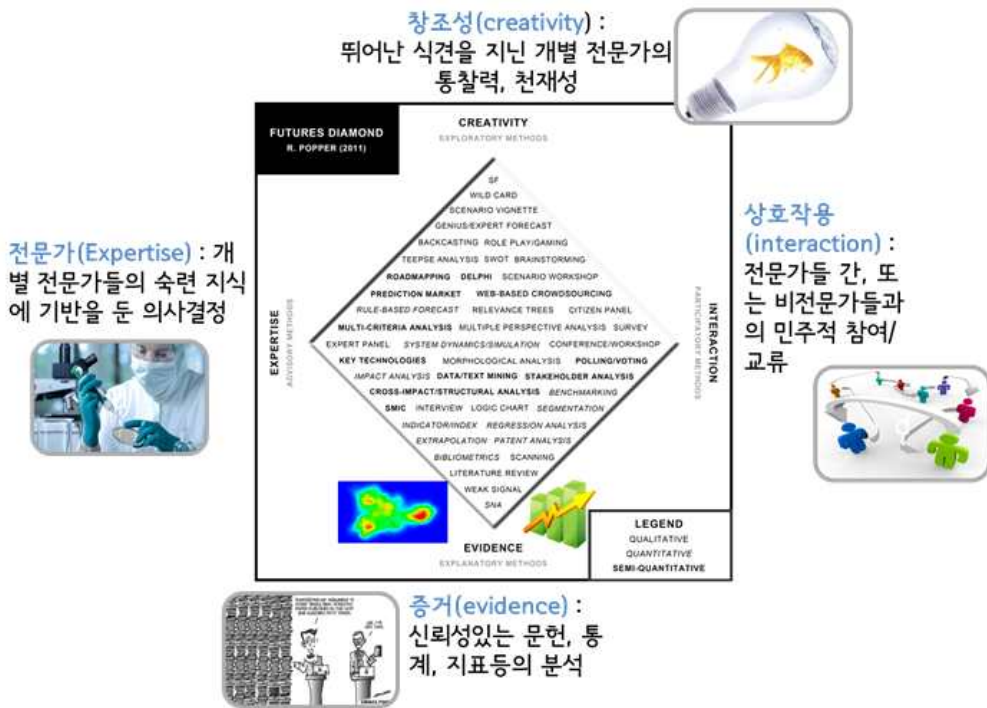 창조성(creativity) :
뛰어난 식견을 지닌 개별 전문가의
통찰력, 천재성
FUTURES DIAMOND
R. POPPER (2011)
CREATIVITY
EXPLORATORY METHODS
SF
WILD CARD
SCENARIO VIGNETTE
GENIUS/EXPERT FORECAST
BACKCASTING ROLE PLAY/GAMING
TEEPSE ANALYSIS SWOT BRAINSTORMING
ROADMAPPING DELPHI SCENARIO WORKSHOP
PREDICTION MARKET WEB-BASED CROWDSOURCING
RULE-BASED FORECAST RELEVANCE TREES CITIZEN PANEL
MULTI-CRITERIA ANALYSIS MULTIPLE PERSPECTIVE ANALYSIS SURVEY
EXPERT PANEL SYSTEM DYNAMICS/SIMULATION CONFERENCE/WORKSHOP
KEY TECHNOLOGIES MORPHOLOGICAL ANALYSIS POLLING/VOTING
IMPACT ANALYSIS DATA/TEXT MINING STAKEHOLDER ANALYSIS
CROSS-IMPACT/STRUCTURAL ANALYSIS BENCHMARKING
SMIC INTERVIEW LOGIC CHART SEGMENTATION
INDICATOR/INDEX REGRESSION ANALYSIS
EXTRAPOLATION PATENT ANALYSIS
BIBLIOMETRICS SCANNING
LITERATURE REVIEW
WEAK SIGNAL
SNA
EVIDENCE
EXPLANATORY METHODS
전문가(Expertise) : 개
별 전문가들의 숙련 지식
에 기반을 둔 의사결정
EXPERTISE
ADVISORY METHODS
INTERACTION
PARTICIPATORY METHODS
상호작용
(interaction) :
전문가들 간, 또
는 비전문가들과
의 민주적 참여/
교류
LEGEND
QUALITATIVE
QUANTITATIVE
SEMI-QUANTITATIVE
증거(evidence) :
신뢰성있는 문헌, 통
계, 지표등의 분석